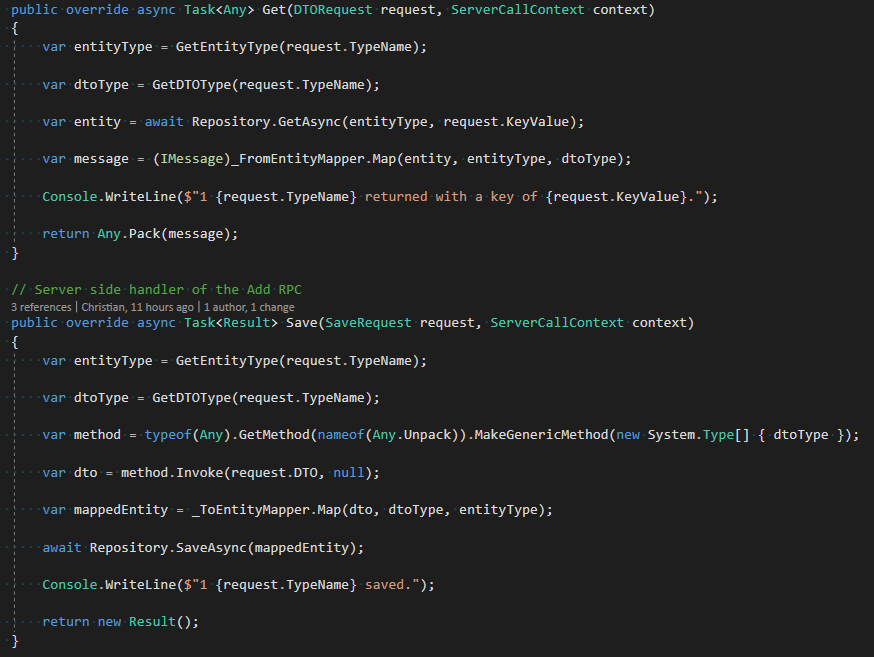 public override async Task<Any> Get(DTORequest request, ServerCallContext context)
{
var entityType = GetEntityType(request.TypeName);
var dtoType = GetDTOType(request.TypeName);
var entity = await Repository.GetAsync(entityType, request.KeyValue);
var message = (IMessage)_FromEntityMapper.Map(entity, entityType, dtoType);
Console.WriteLine($"1 {request.TypeName} returned with a key of {request.KeyValue}.");
return Any.Pack(message);
}
// Server side handler of the Add RPC
3 references | Christian, 11 hours ago | 1 author, 1 change
public override async Task<Result> Save(SaveRequest request, ServerCallContext context)
{
var entityType = GetEntityType(request.TypeName);
var dtoType = GetDTOType(request.TypeName);
var method = typeof(Any).GetMethod(nameof(Any.Unpack)).MakeGenericMethod(new System.Type[] { dtoType });
var dto = method.Invoke(request.DTO, null);
var mappedEntity = _ToEntityMapper.Map(dto, dtoType, entityType);
await Repository.SaveAsync(mappedEntity);
Console.WriteLine($"1 {request.TypeName} saved.");
return new Result();
}